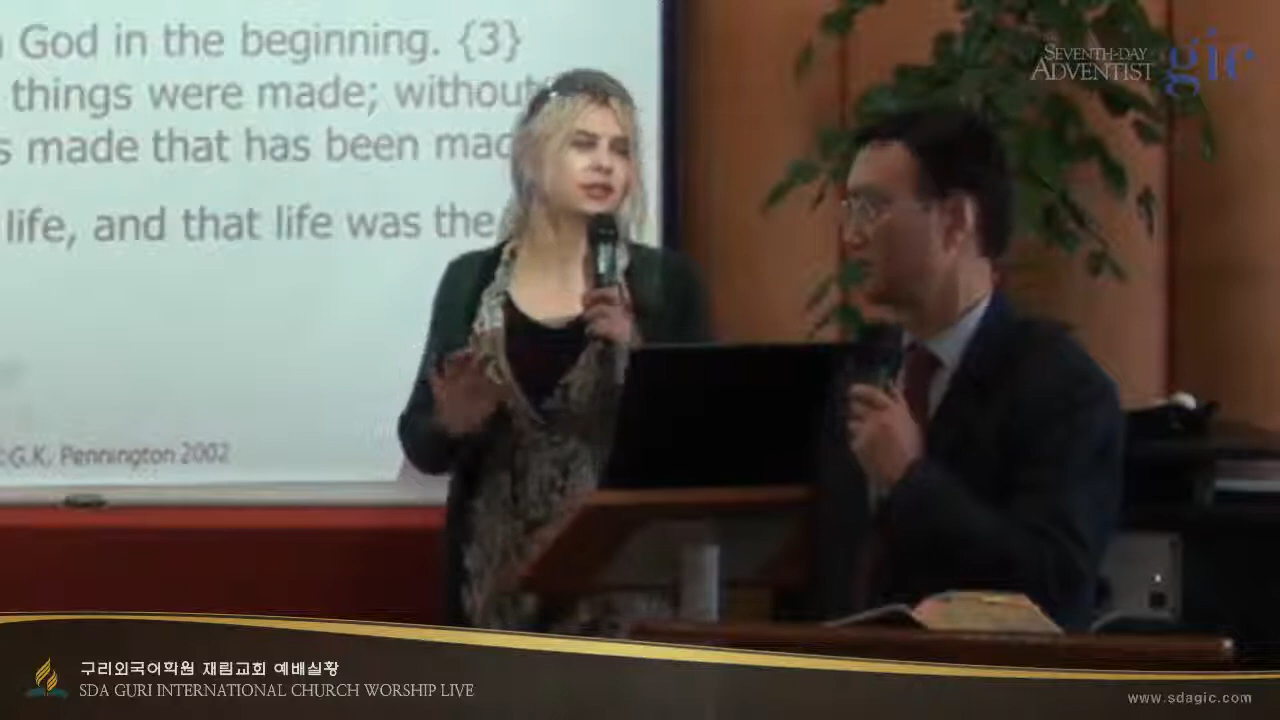 God in the beginning. {3}
things were made; without
s made that has been mad
life, and that life was the
G.K. Pennington 2002
SEVENTH-DAY
ADVENTIST gic
구리외국어학원 재림교회 예배실황
SDA GURI INTERNATIONAL CHURCH WORSHIP LIVE
www.sdagic.com